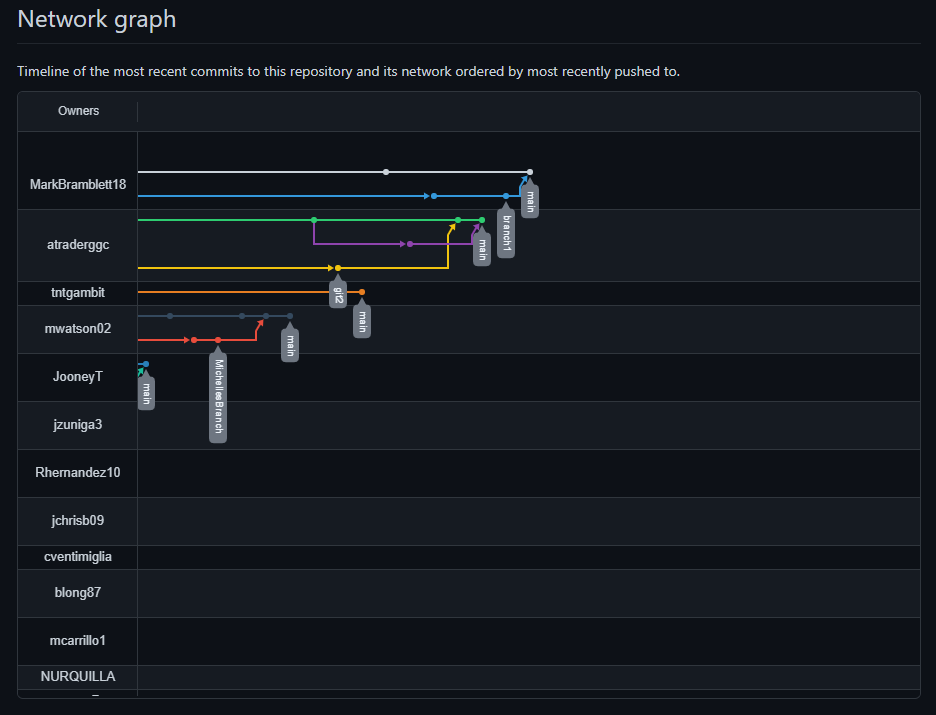 Network graph
Timeline of the most recent commits to this repository and its network ordered by most recently pushed to.
Owners
MarkBramblett18
main
branch1
atraderggc
main
git2
tntgambit
main
mwatson02
main
MichellesBranch
JooneyT
main
jzuniga3
Rhernandez10
jchrisb09
cventimiglia
blong87
mcarrillo1
NURQUILLA